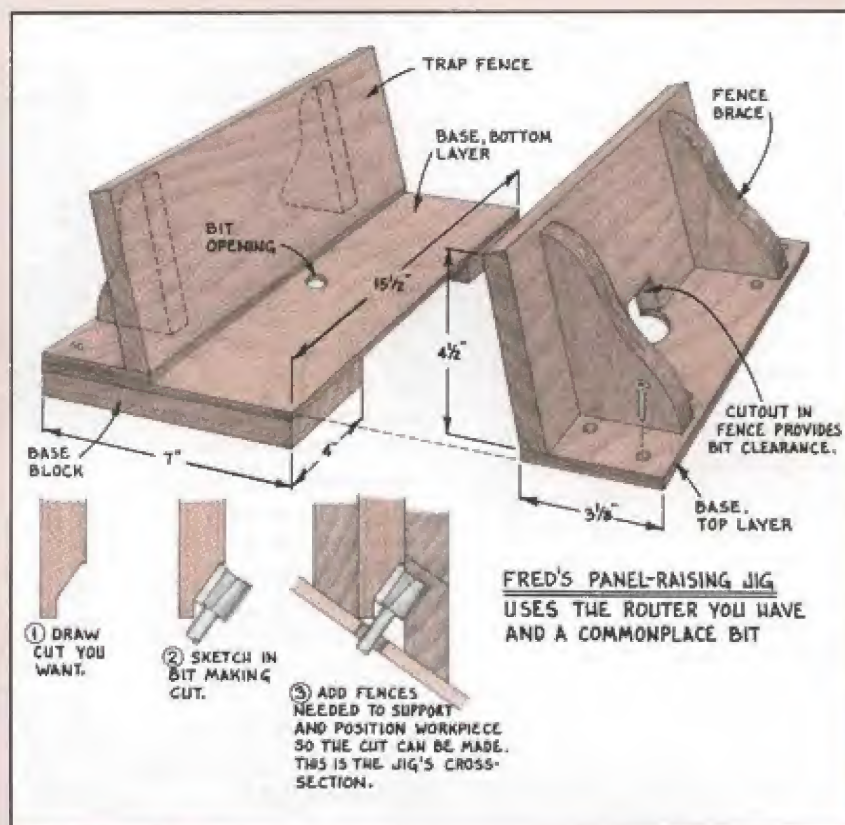 TRAP FENCE
FENCE
BRACE
BASE, BOTTOM
LAYER
BIT
OPENING
15½"
4½"
CUTOUT IN
FENCE PROVIDES
BIT CLEARANCE.
BASE
BLOCK
7"
4"
3⅛"
BASE,
TOP LAYER
① DRAW
CUT YOU
WANT.
② SKETCH IN
BIT MAKING
CUT.
③ ADD FENCES
NEEDED TO SUPPORT
AND POSITION WORKPIECE
SO THE CUT CAN BE MADE.
THIS IS THE JIG'S CROSS-
SECTION.
FRED'S PANEL-RAISING JIG
USES THE ROUTER YOU HAVE
AND A COMMONPLACE BIT